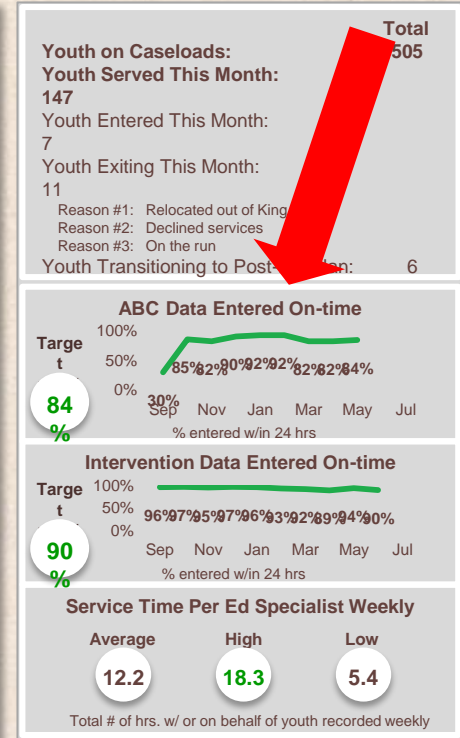 Total
Youth on Caseloads: 505
Youth Served This Month:
147
Youth Entered This Month:
7
Youth Exiting This Month:
11
Reason #1: Relocated out of King
Reason #2: Declined services
Reason #3: On the run
Youth Transitioning to Post- 6
ABC Data Entered On-time
Targe
t
84
%
100%
50%
0%
30% 85% 82% 90% 92% 92% 82% 82% 84%
Sep Nov Jan Mar May Jul
% entered w/in 24 hrs
Intervention Data Entered On-time
Targe
t
90
%
100%
50%
0%
96% 97% 95% 97% 96% 93% 92% 89% 94% 90%
Sep Nov Jan Mar May Jul
% entered w/in 24 hrs
Service Time Per Ed Specialist Weekly
Average High Low
12.2 18.3 5.4
Total # of hrs. w/ or on behalf of youth recorded weekly